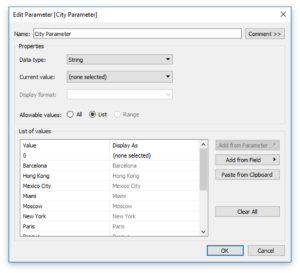 Edit Parameter [City Parameter]
Name: City Parameter Comment >>
Properties
Data type: String
Current value: (none selected)
Display format:
Allowable values: All List Range
List of values
Value Display As Add from Parameter
0 (none selected)
Barcelona Barcelona Add from Field
Hong Kong Hong Kong Paste from Clipboard
Mexico City Mexico City
Miami Miami
Moscow Moscow Clear All
New York New York
Paris Paris
OK Cancel